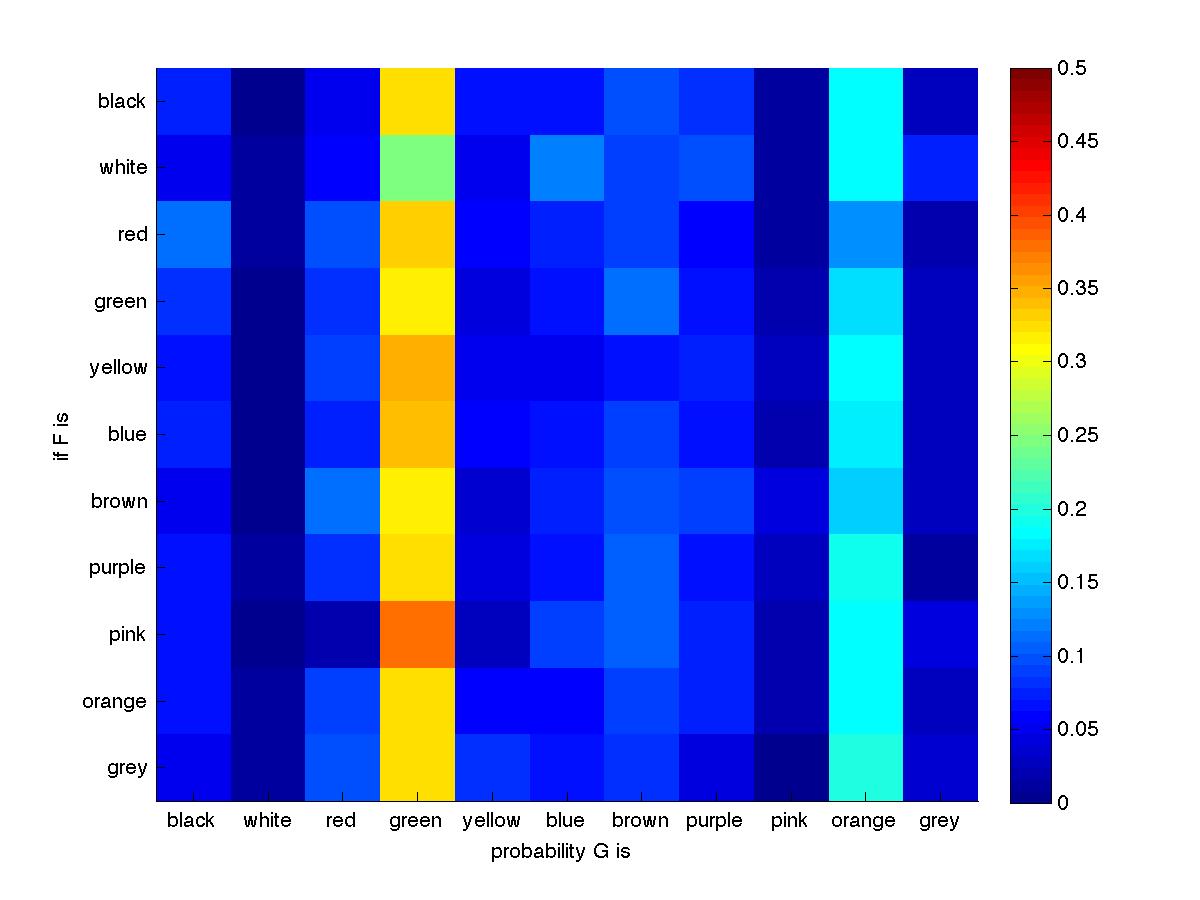 black
white
red
green
yellow
blue
brown
purple
pink
orange
grey
if F is
black white red green yellow blue brown purple pink orange grey
probability G is
0.5
0.45
0.4
0.35
0.3
0.25
0.2
0.15
0.1
0.05
0